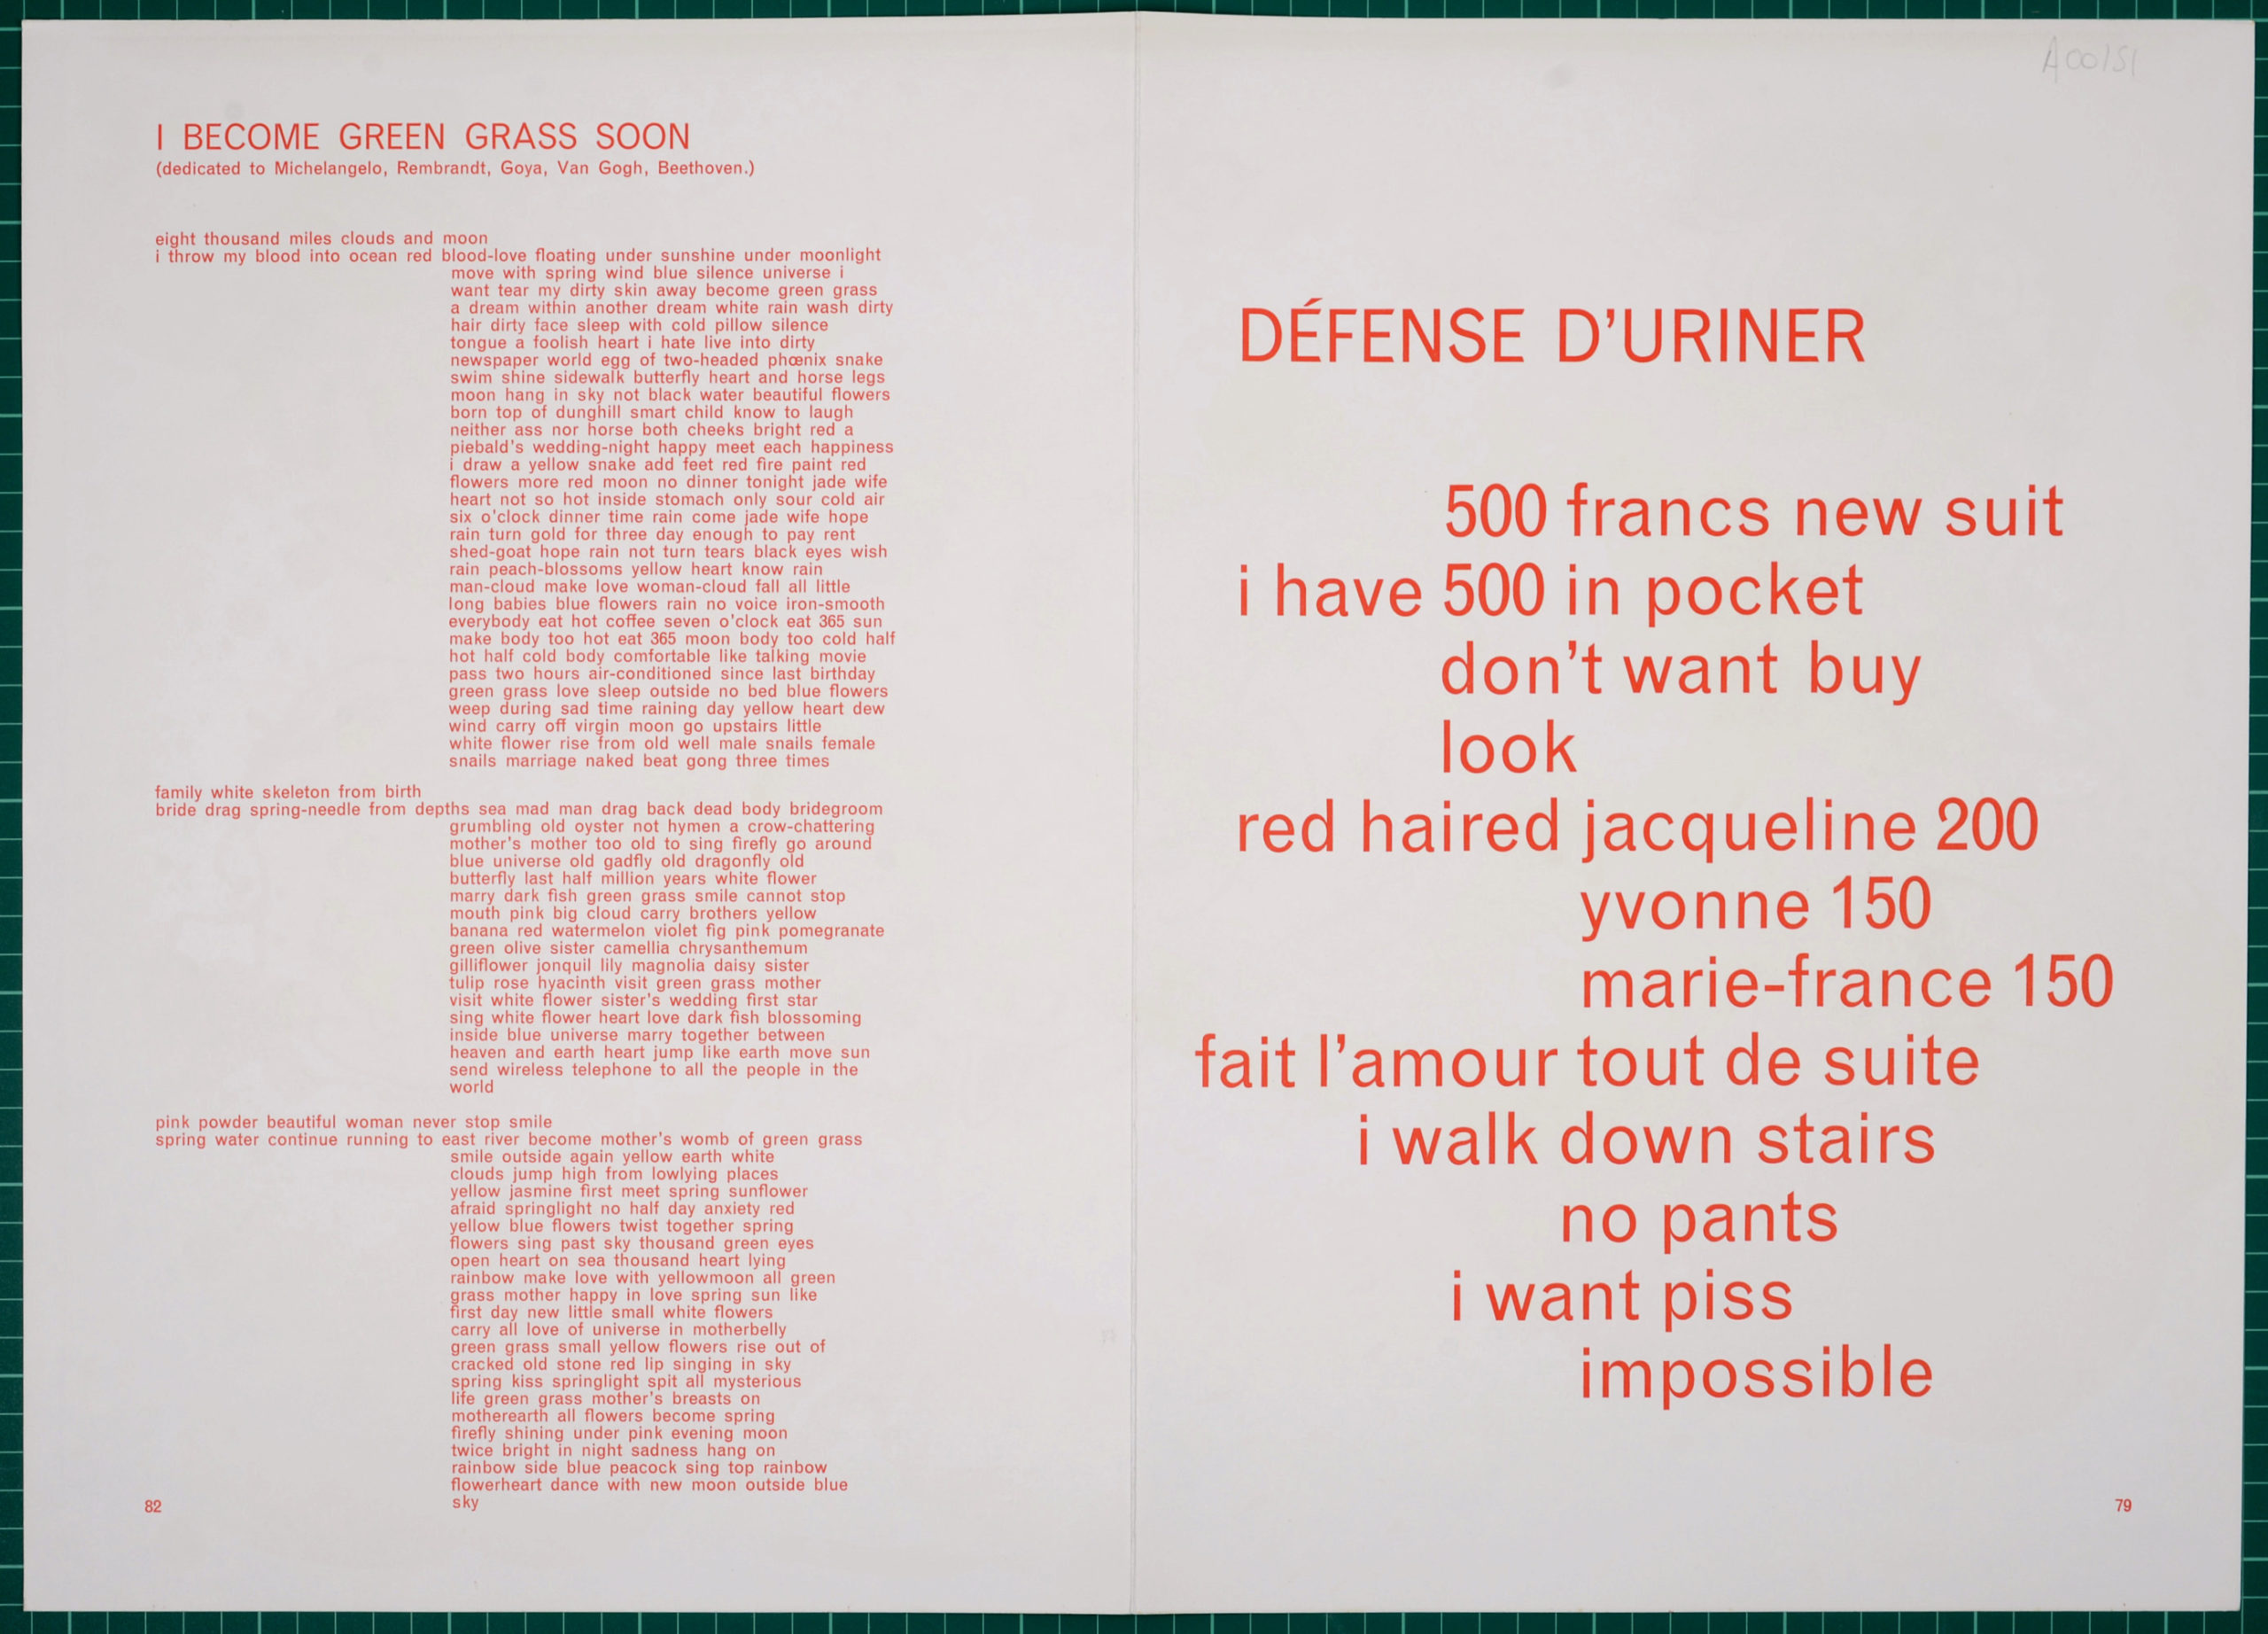 I BECOME GREEN GRASS SOON
(dedicated to Michelangelo, Rembrandt, Goya, Van Gogh, Beethoven.)
eight thousand miles clouds and moon
i throw my blood into ocean red blood-love floating under sunshine under moonlight
move with spring wind blue silence universe i
want tear my dirty skin away become green grass
a dream within another dream white rain wash dirty
hair dirty face sleep with cold pillow silence
tongue a foolish heart i hate live into dirty
newspaper world egg of two-headed phœnix snake
swim shine sidewalk butterfly heart and horse legs
moon hang in sky not black water beautiful flowers
born top of dunghill smart child know to laugh
neither ass nor horse both cheeks bright red a
piebald's wedding-night happy meet each happiness
i draw a yellow snake add feet red fire paint red
flowers more red moon no dinner tonight jade wife
heart not so hot inside stomach only sour cold air
six o'clock dinner time rain come jade wife hope
rain turn gold for three day enough to pay rent
shed-goat hope rain not turn tears black eyes wish
rain peach-blossoms yellow heart know rain
man-cloud make love woman-cloud fall all little
long babies blue flowers rain no voice iron-smooth
everybody eat hot coffee seven o'clock eat 365 sun
make body too hot eat 365 moon body too cold half
hot half cold body comfortable like talking movie
pass two hours air-conditioned since last birthday
green grass love sleep outside no bed blue flowers
weep during sad time raining day yellow heart dew
wind carry off virgin moon go upstairs little
white flower rise from old well male snails female
snails marriage naked beat gong three times
family white skeleton from birth
bride drag spring-needle from depths sea mad man drag back dead body bridegroom
grumbling old oyster not hymen a crow-chattering
mother's mother too old to sing firefly go around
blue universe old gadfly old dragonfly old
butterfly last half million years white flower
marry dark fish green grass smile cannot stop
mouth pink big cloud carry brothers yellow
banana red watermelon violet fig pink pomegranate
green olive sister camellia chrysanthemum
gilliflower jonquil lily magnolia daisy sister
tulip rose hyacinth visit green grass mother
visit white flower sister's wedding first star
sing white flower heart love dark fish blossoming
inside blue universe marry together between
heaven and earth heart jump like earth move sun
send wireless telephone to all the people in the
world
pink powder beautiful woman never stop smile
spring water continue running to east river become mother's womb of green grass
smile outside again yellow earth white
clouds jump high from lowlying places
yellow jasmine first meet spring sunflower
afraid springlight no half day anxiety red
yellow blue flowers twist together spring
flowers sing past sky thousand green eyes
open heart on sea thousand heart lying
rainbow make love with yellowmoon all green
grass mother happy in love spring sun like
first day new little small white flowers
carry all love of universe in motherbelly
green grass small yellow flowers rise out of
cracked old stone red lip singing in sky
spring kiss springlight spit all mysterious
life green grass mother's breasts on
motherearth all flowers become spring
firefly shining under pink evening moon
twice bright in night sadness hang on
rainbow side blue peacock sing top rainbow
flowerheart dance with new moon outside blue
sky
82
A00151
DÉFENSE D'URINER
500 francs new suit
i have 500 in pocket
don't want buy
look
red haired jacqueline 200
yvonne 150
marie-france 150
fait l'amour tout de suite
i walk down stairs
no pants
i want piss
impossible
79